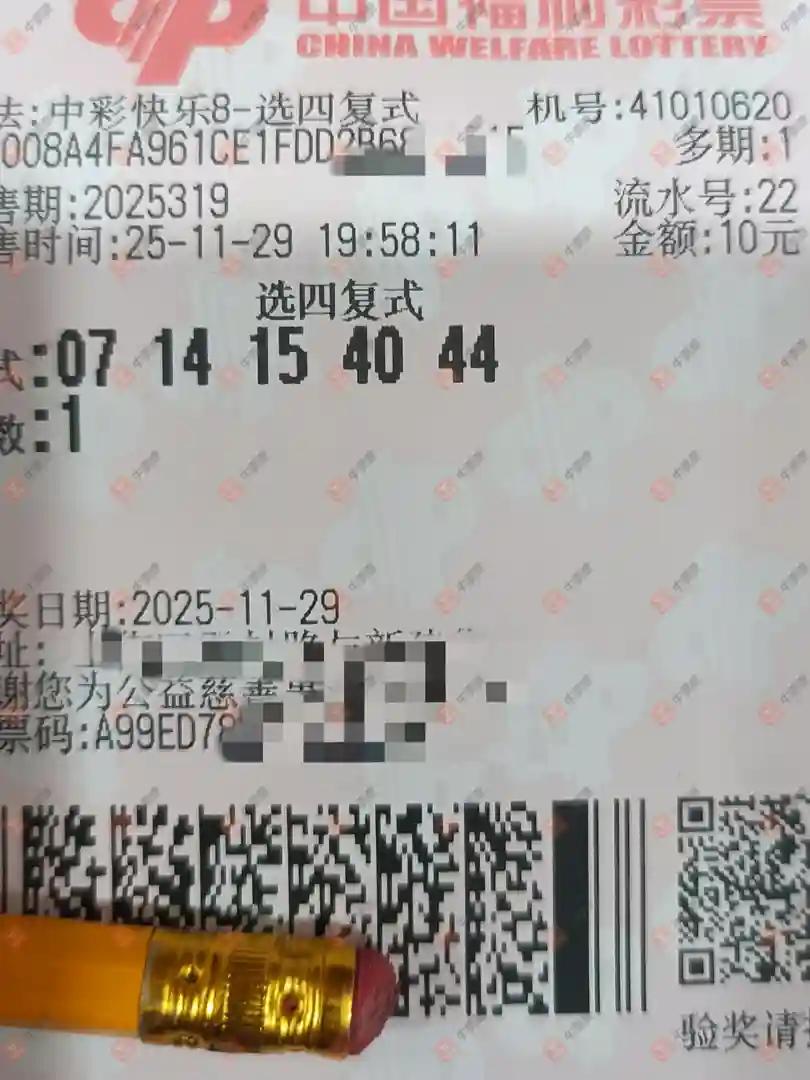 中国福利彩票
CHINA WELFARE LOTTERY
法:中彩快乐8-选四复式 机号:41010620
008A4FA961CE1FDD2B68 多期:1
售期:2025319 流水号:22
售时间:25-11-29 19:58:11 金额:10元
选四复式
式:07 14 15 40 44
数:1
奖日期:2025-11-29
址:
谢您为公益慈善
票码:A99ED78
验奖请